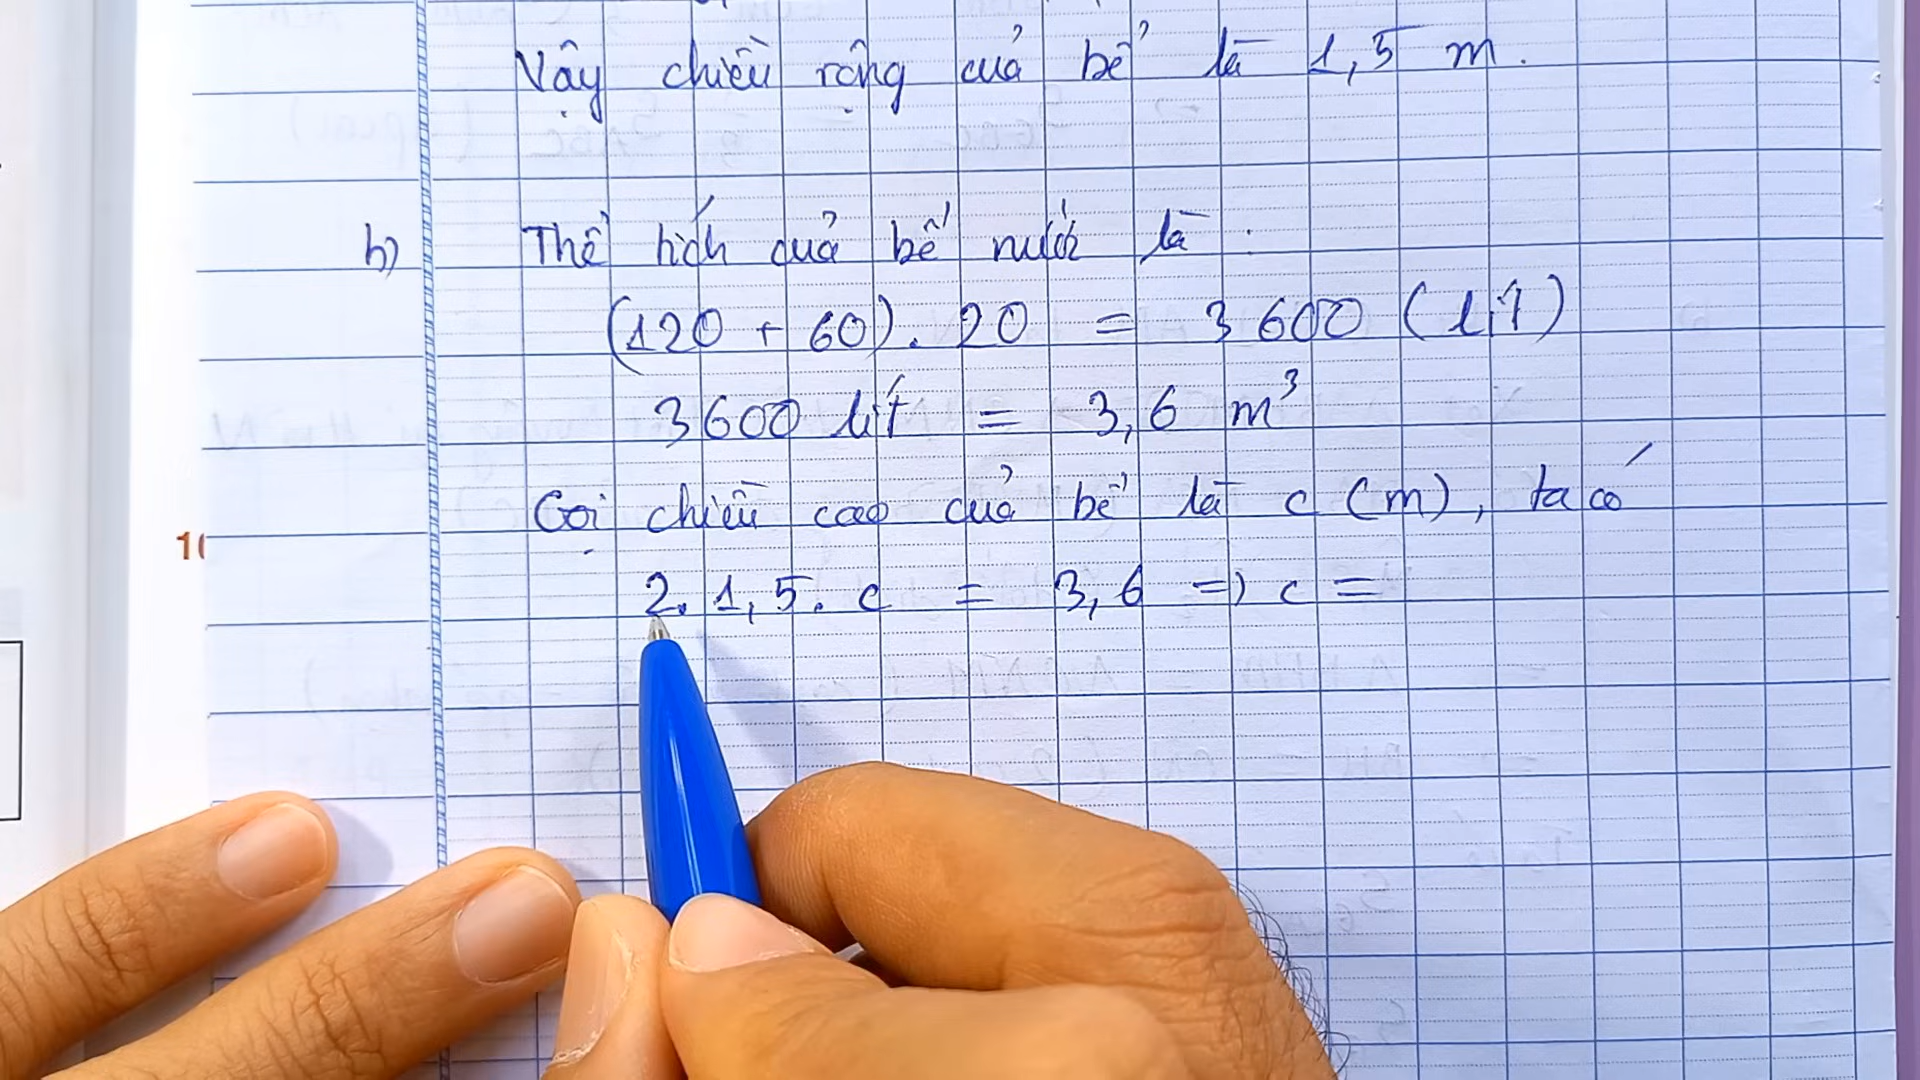 Vậy chiều rộng của bể là 1,5 m.
b) Thể tích của bể nước là :
(120 + 60) . 20 = 3 600 (lít)
3600 lít = 3,6 m³
Gọi chiều cao của bể là c (m), ta có
2. 1,5. c = 3,6 => c =